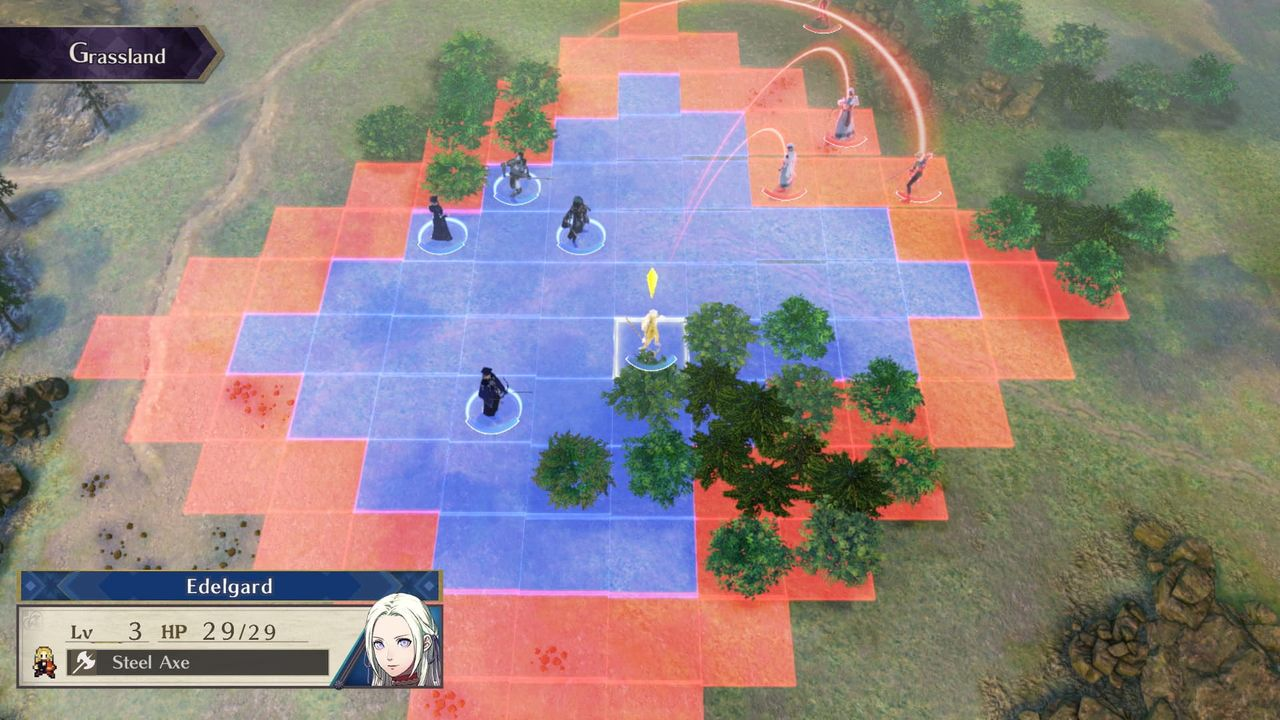 Grassland
Edelgard
Lv 3 HP 29/29
Steel Axe